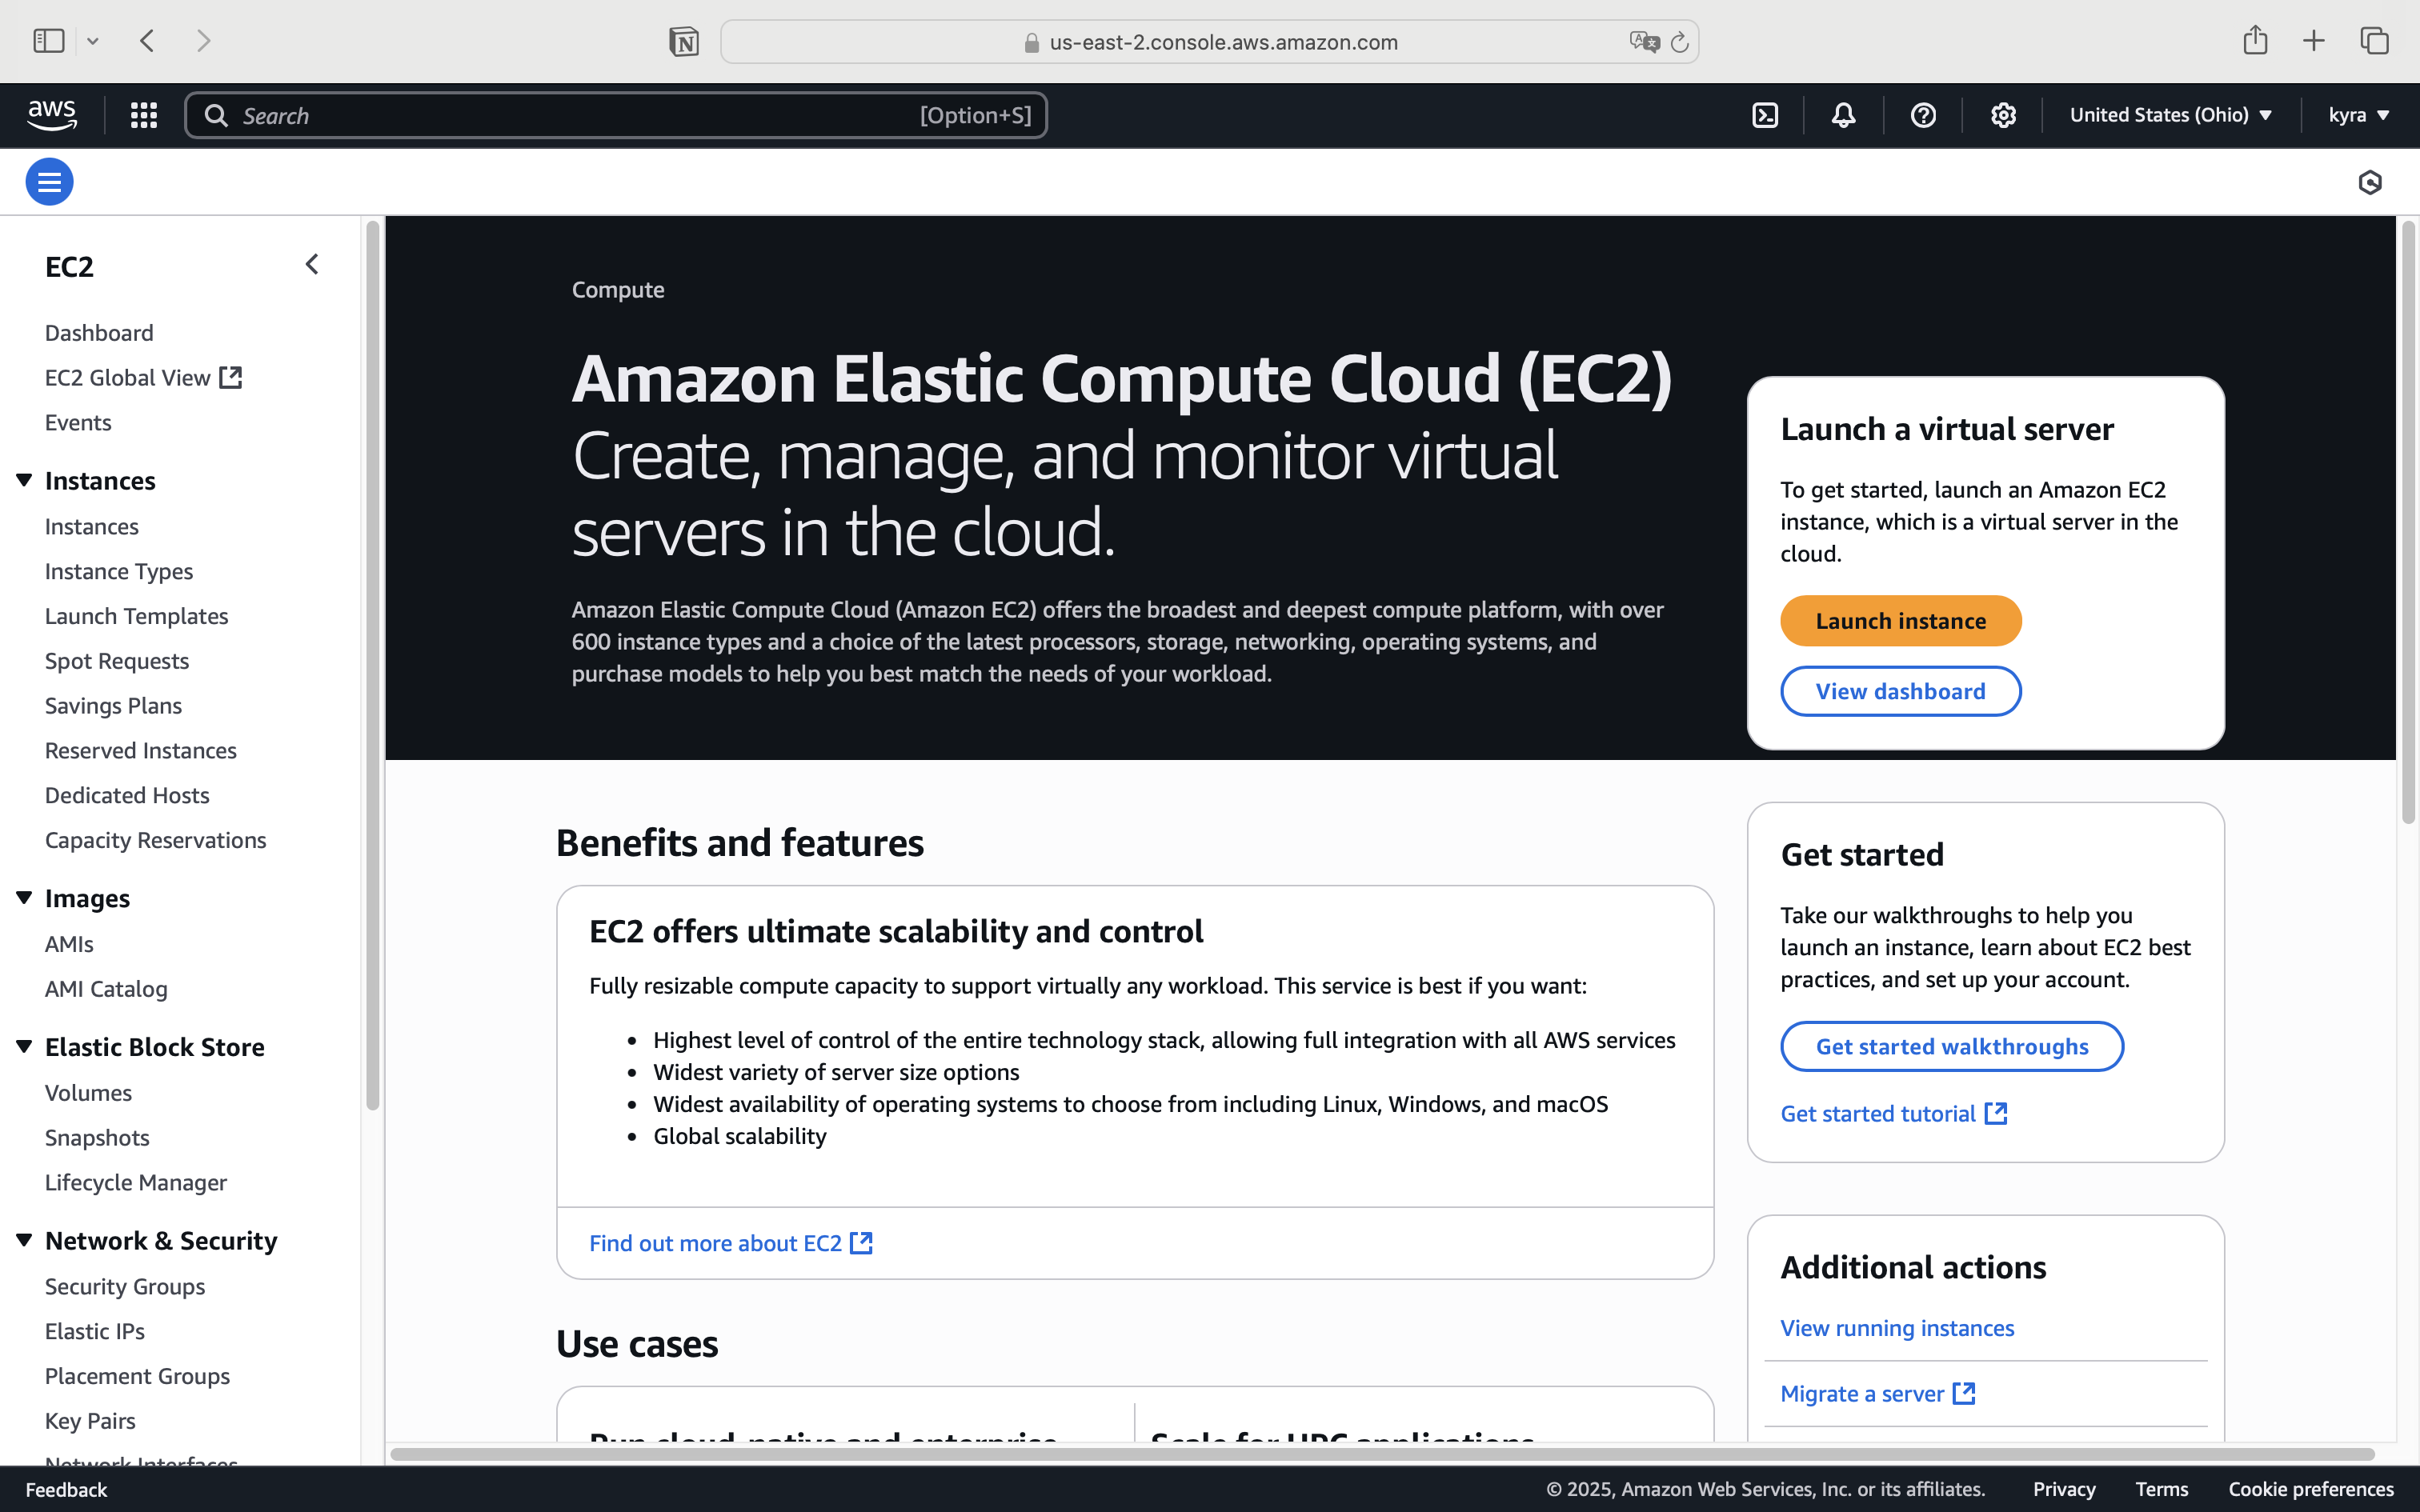 us-east-2.console.aws.amazon.com
aws
Search
[Option+S]
United States (Ohio)
kyra
EC2
Dashboard
EC2 Global View
Events
Instances
Instances
Instance Types
Launch Templates
Spot Requests
Savings Plans
Reserved Instances
Dedicated Hosts
Capacity Reservations
Images
AMIs
AMI Catalog
Elastic Block Store
Volumes
Snapshots
Lifecycle Manager
Network & Security
Security Groups
Elastic IPs
Placement Groups
Key Pairs
Network Interfaces
Compute
Amazon Elastic Compute Cloud (EC2)
Create, manage, and monitor virtual
servers in the cloud.
Amazon Elastic Compute Cloud (Amazon EC2) offers the broadest and deepest compute platform, with over
600 instance types and a choice of the latest processors, storage, networking, operating systems, and
purchase models to help you best match the needs of your workload.
Launch a virtual server
To get started, launch an Amazon EC2
instance, which is a virtual server in the
cloud.
Launch instance
View dashboard
Benefits and features
EC2 offers ultimate scalability and control
Fully resizable compute capacity to support virtually any workload. This service is best if you want:
• Highest level of control of the entire technology stack, allowing full integration with all AWS services
• Widest variety of server size options
• Widest availability of operating systems to choose from including Linux, Windows, and macOS
• Global scalability
Find out more about EC2
Get started
Take our walkthroughs to help you
launch an instance, learn about EC2 best
practices, and set up your account.
Get started walkthroughs
Get started tutorial
Additional actions
View running instances
Migrate a server
Use cases
Run cloud-native and enterprise
Scale for HPC applications
Feedback
© 2025, Amazon Web Services, Inc. or its affiliates.
Privacy
Terms
Cookie preferences